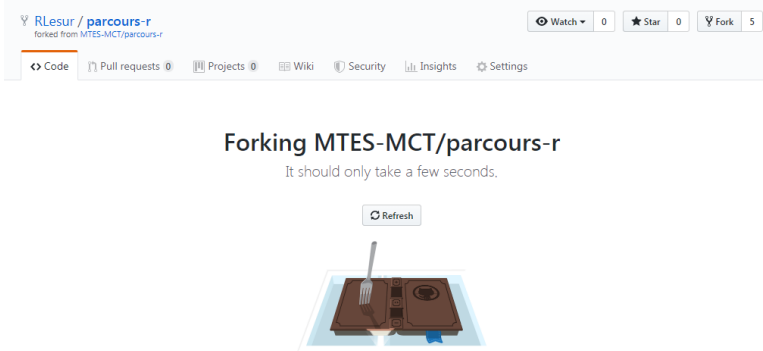 RLesur / parcours-r
Watch 0 Star 0 Fork 5
forked from MTES-MCT/parcours-r
Code Pull requests 0 Projects 0 Wiki Security Insights Settings
Forking MTES-MCT/parcours-r
It should only take a few seconds.
Refresh